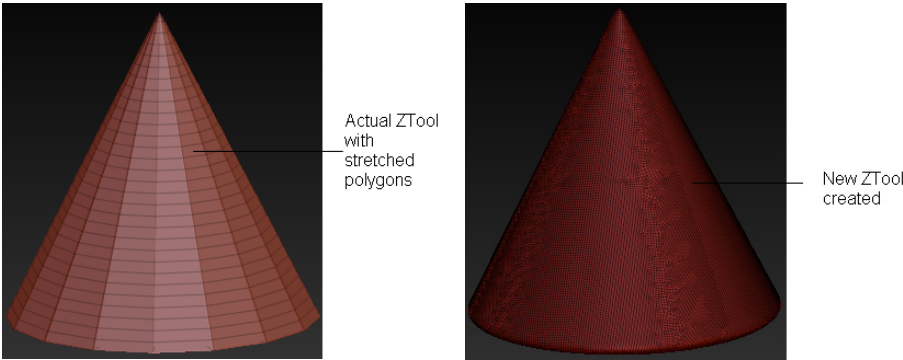 Actual ZTool
with
stretched
polygons
New ZTool
created